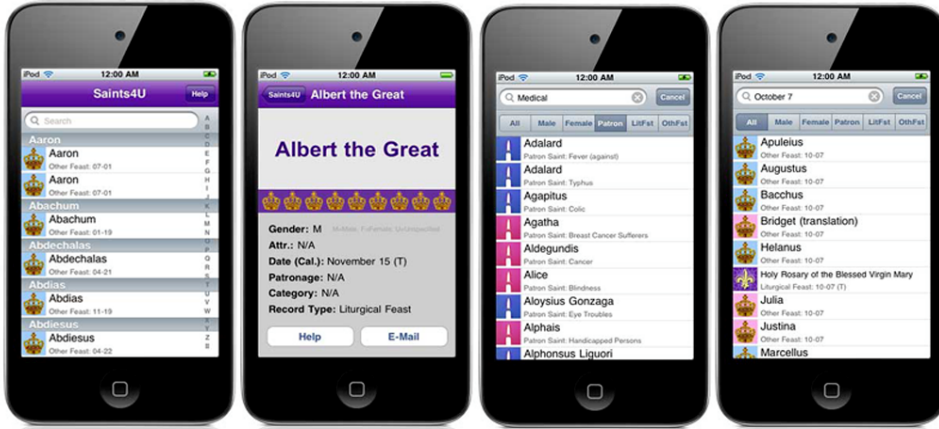 iPod 12:00 AM
Saints4U Help
Search
Aaron
Aaron
Other Feast: 07-01
Aaron
Other Feast: 07-01
Abachum
Abachum
Other Feast: 01-19
Abdechalas
Abdechalas
Other Feast: 04-21
Abdias
Abdias
Other Feast: 11-19
Abdiesus
Abdiesus
Other Feast: 04-22
A
B
C
D
E
F
G
H
I
J
K
L
M
N
O
P
Q
R
S
T
U
V
W
X
Y
Z
iPod 12:00 AM
Saints4U Albert the Great
Albert the Great
Gender: M M=Male, F=Female, U=Unspecified
Attr.: N/A
Date (Cal.): November 15 (T)
Patronage: N/A
Category: N/A
Record Type: Liturgical Feast
Help E-Mail
iPod 12:00 AM
Medical Cancel
All Male Female Patron LitFst OthFst
Adalard
Patron Saint: Fever (against)
Adalard
Patron Saint: Typhus
Agapitus
Patron Saint: Colic
Agatha
Patron Saint: Breast Cancer Sufferers
Aldegundis
Patron Saint: Cancer
Alice
Patron Saint: Blindness
Aloysius Gonzaga
Patron Saint: Eye Troubles
Alphais
Patron Saint: Handicapped Persons
Alphonsus Liguori
iPod 12:00 AM
October 7 Cancel
All Male Female Patron LitFst OthFst
Apuleius
Other Feast: 10-07
Augustus
Other Feast: 10-07
Bacchus
Other Feast: 10-07
Bridget (translation)
Other Feast: 10-07
Helanus
Other Feast: 10-07
Holy Rosary of the Blessed Virgin Mary
Liturgical Feast: 10-07 (T)
Julia
Other Feast: 10-07
Justina
Other Feast: 10-07
Marcellus